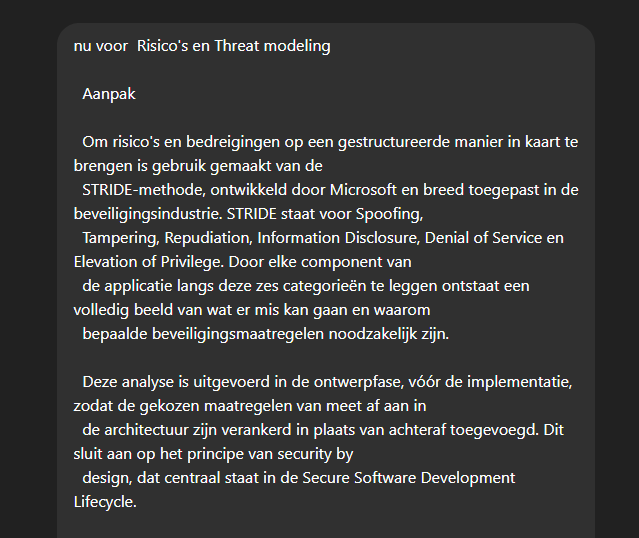 nu voor  Risico's en Threat modeling

Aanpak

Om risico's en bedreigingen op een gestructureerde manier in kaart te
brengen is gebruik gemaakt van de
STRIDE-methode, ontwikkeld door Microsoft en breed toegepast in de
beveiligingsindustrie. STRIDE staat voor Spoofing,
Tampering, Repudiation, Information Disclosure, Denial of Service en
Elevation of Privilege. Door elke component van
de applicatie langs deze zes categorieën te leggen ontstaat een
volledig beeld van wat er mis kan gaan en waarom
bepaalde beveiligingsmaatregelen noodzakelijk zijn.

Deze analyse is uitgevoerd in de ontwerpfase, vóór de implementatie,
zodat de gekozen maatregelen van meet af aan in
de architectuur zijn verankerd in plaats van achteraf toegevoegd. Dit
sluit aan op het principe van security by
design, dat centraal staat in de Secure Software Development
Lifecycle.